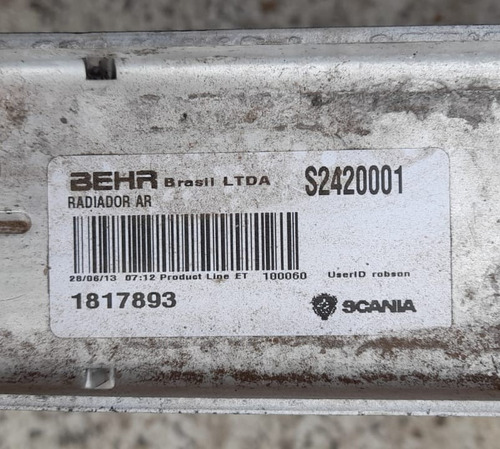 BEHR Brasil LTDA S2420001
RADIADOR AR
28/06/13 07:12 Product Line ET 100060 UserID robson
1817893 SCANIA